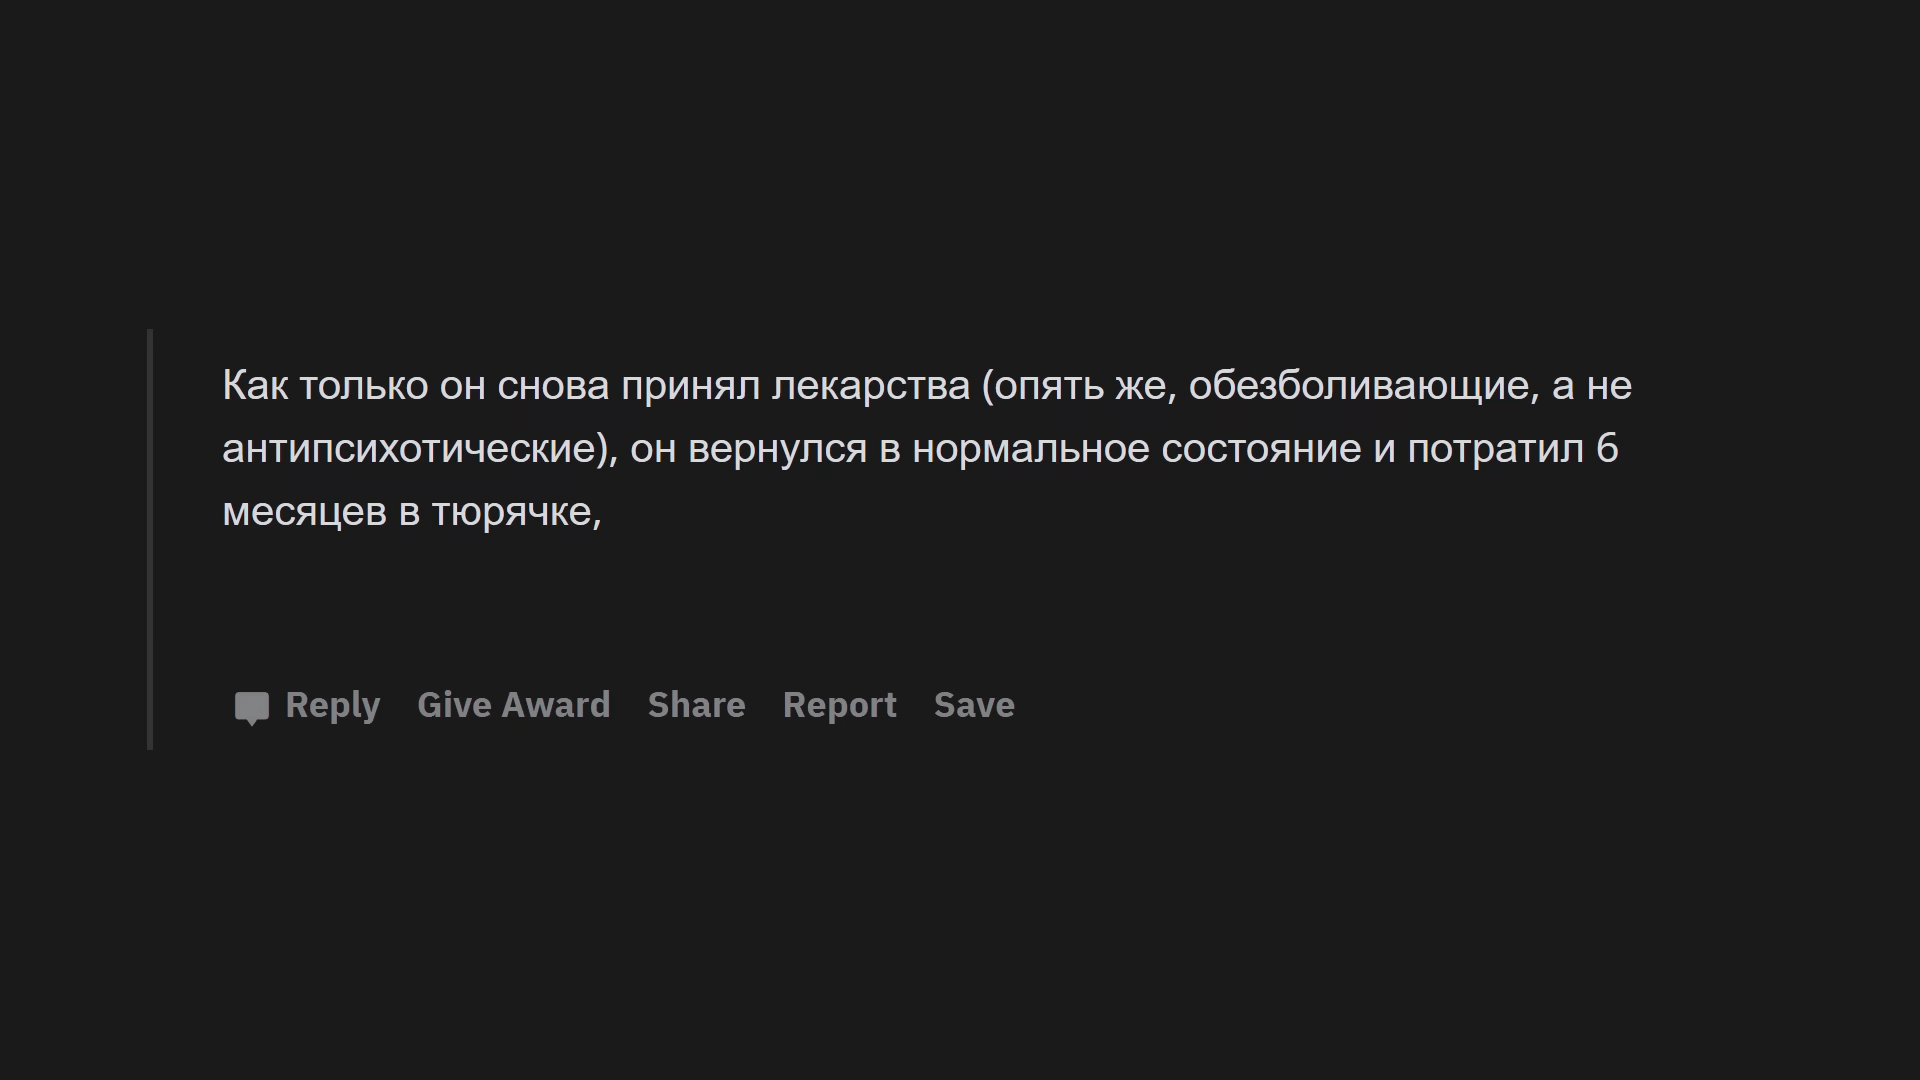 Как только он снова принял лекарства (опять же, обезболивающие, а не
антипсихотические), он вернулся в нормальное состояние и потратил 6
месяцев в тюрячке,
Reply Give Award Share Report Save